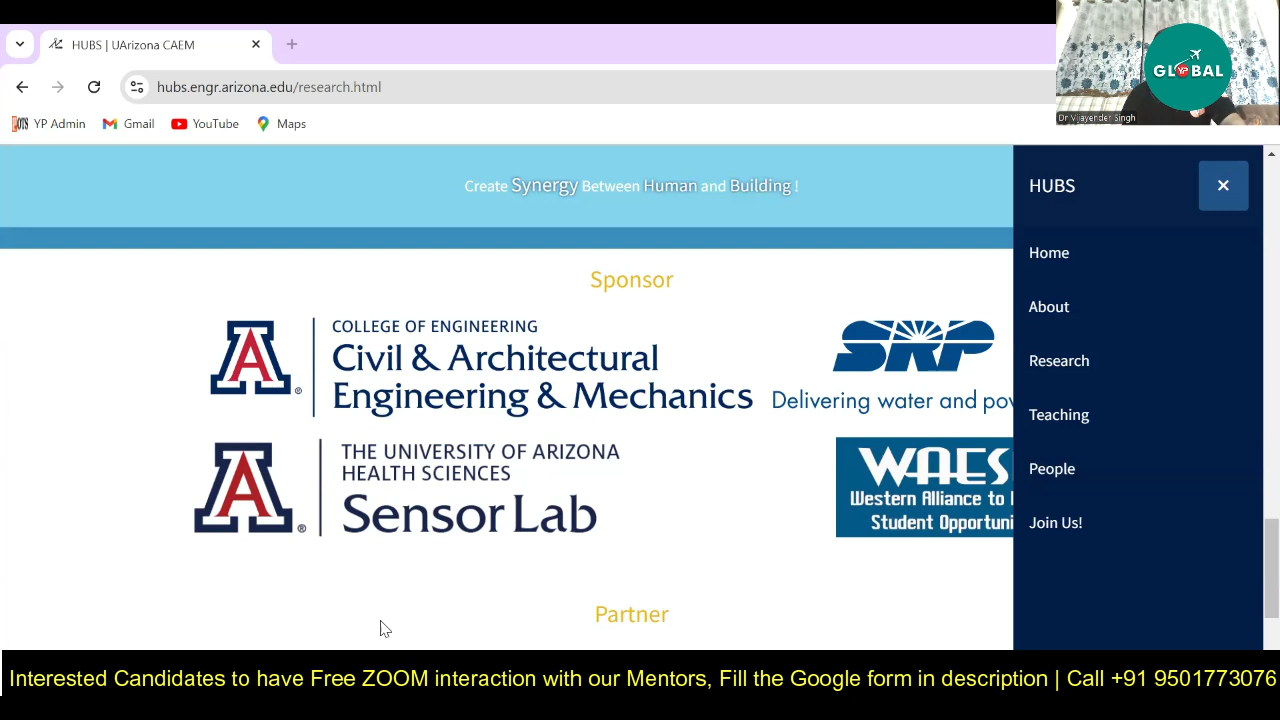 HUBS | UArizona CAEM
hubs.engr.arizona.edu/research.html
YP Admin
Gmail
YouTube
Maps
GLOBAL
YP
Dr Vijayender Singh
Create Synergy Between Human and Building !
HUBS
Home
About
Research
Teaching
People
Join Us!
Sponsor
A
COLLEGE OF ENGINEERING
Civil & Architectural
Engineering & Mechanics
SRP
Delivering water and pow
A
THE UNIVERSITY OF ARIZONA
HEALTH SCIENCES
Sensor Lab
WAES
Western Alliance to
Student Opportuni
Partner
Interested Candidates to have Free ZOOM interaction with our Mentors, Fill the Google form in description | Call +91 9501773076